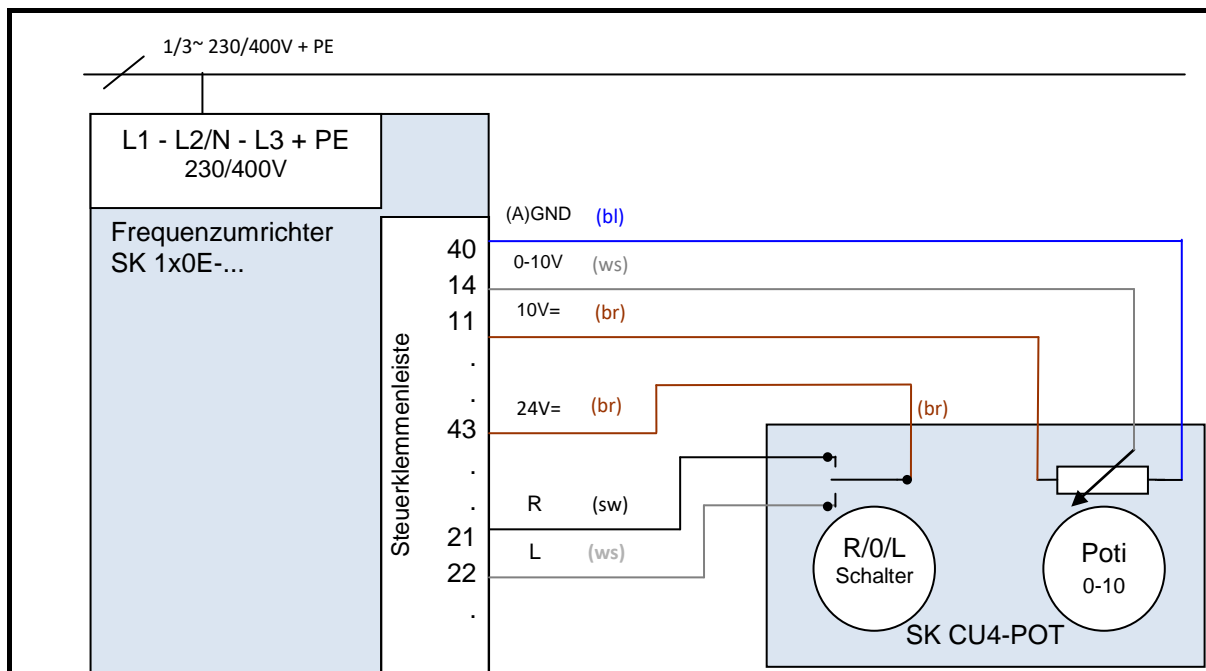 1/3~ 230/400V + PE
L1 - L2/N - L3 + PE
230/400V
Frequenzumrichter
SK 1x0E-...
Steuerklemmenleiste
(A)GND (bl)
40
0-10V (ws)
14
10V= (br)
11
.
.
24V= (br)
(br)
43
.
.
R (sw)
21
L (ws)
22
.
R/0/L
Schalter
Poti
0-10
SK CU4-POT